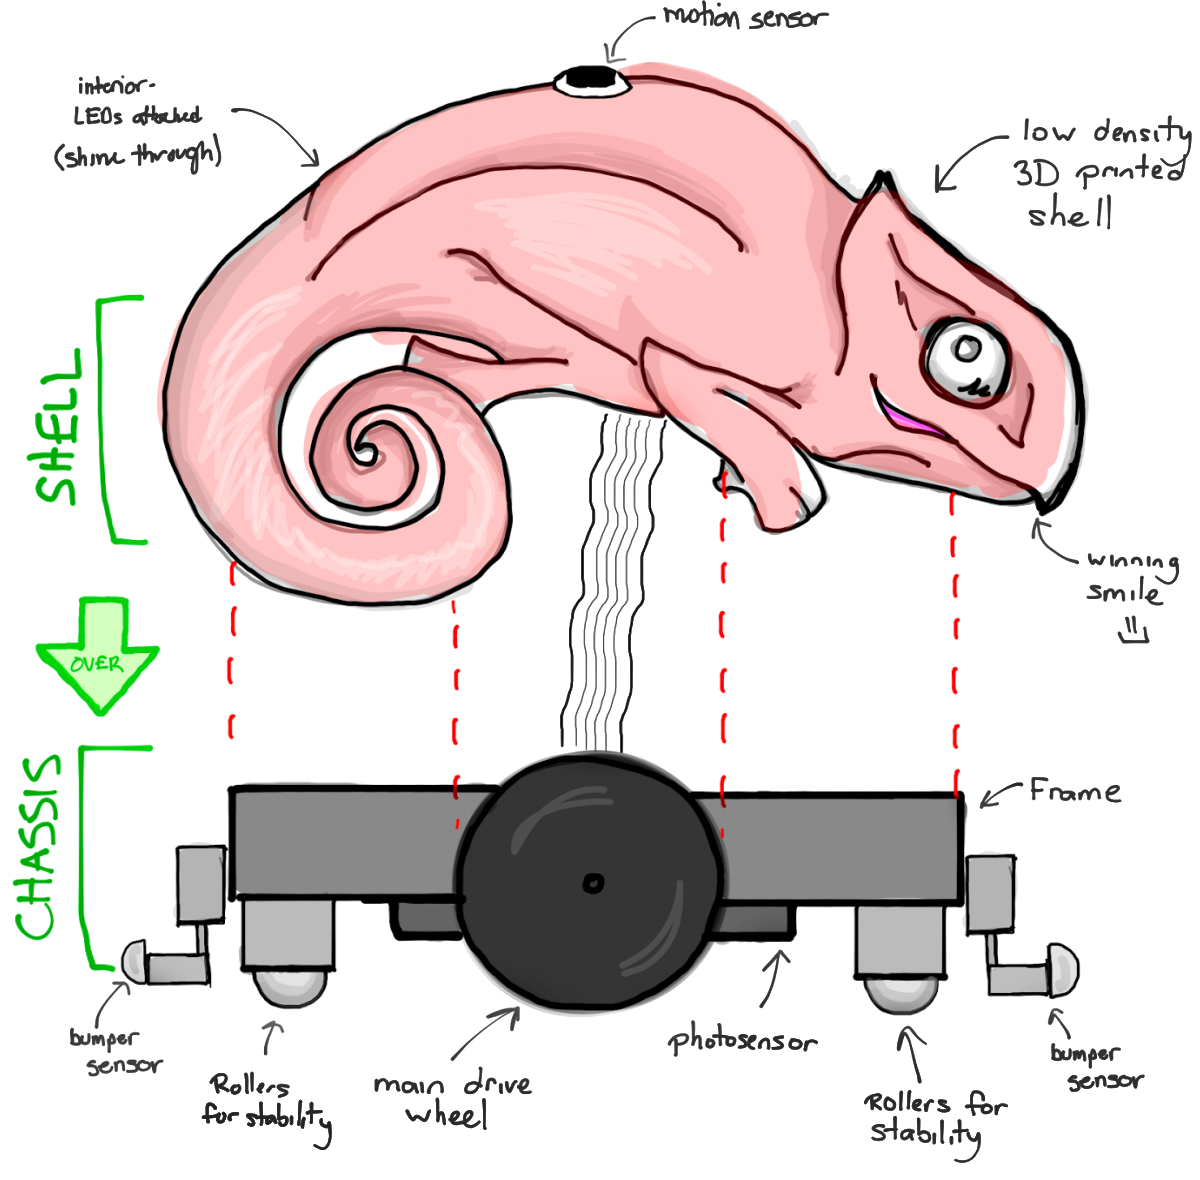 motion sensor
interior-
LEDs attached
(shine through)
low density
3D printed
shell
SHELL
winning
smile
OVER
CHASSIS
Frame
bumper
sensor
Rollers
for stability
main drive
wheel
photosensor
Rollers for
stability
bumper
sensor